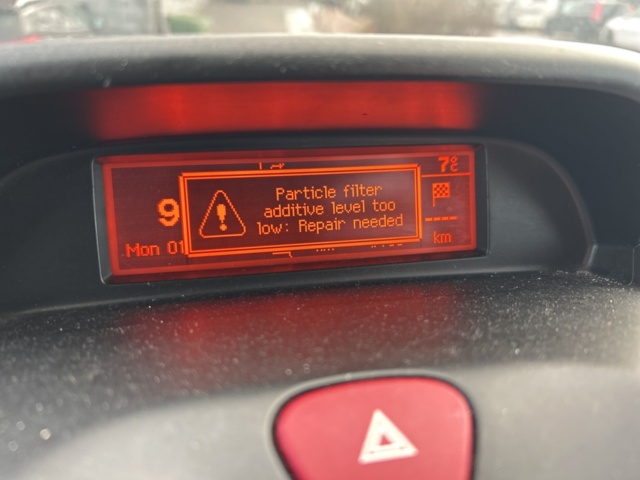 7°C
Particle filter
additive level too
low: Repair needed
9
Mon 01
----
km